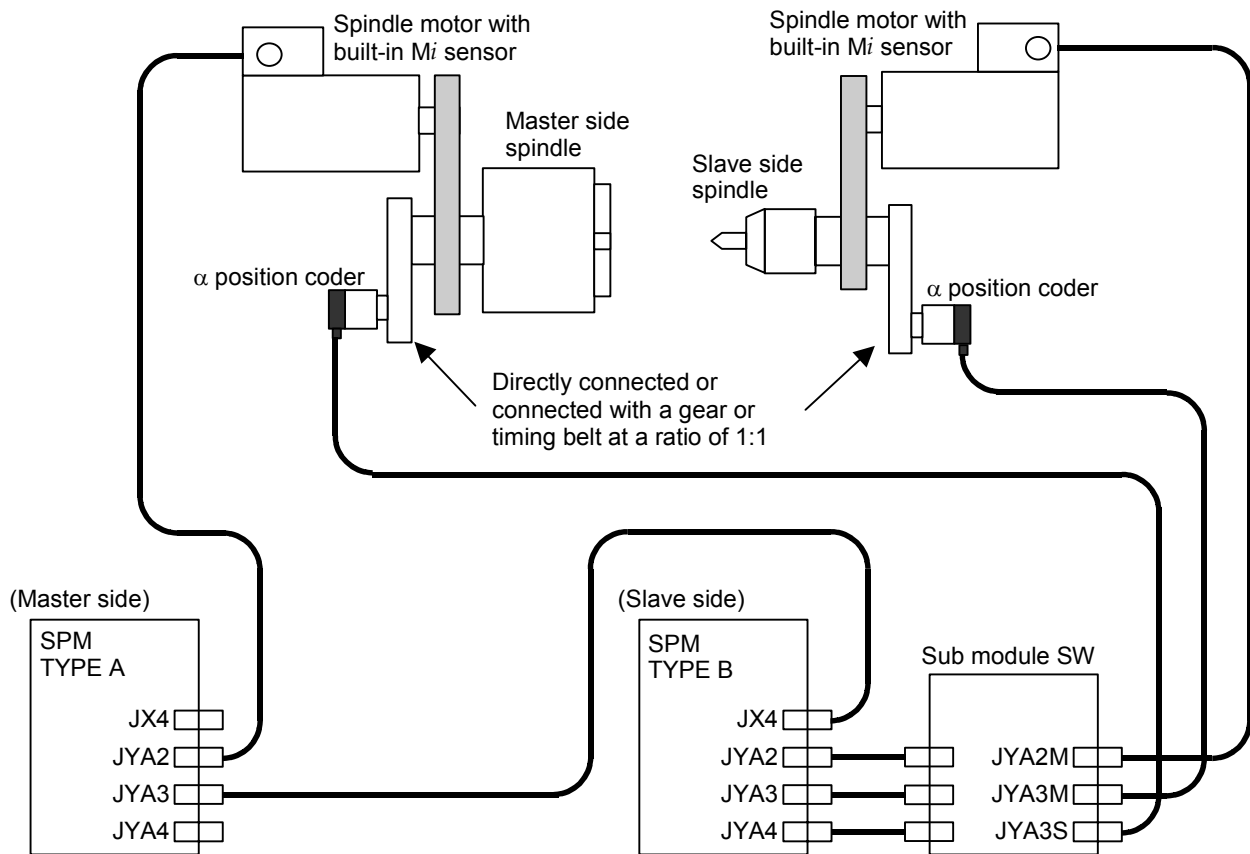 Spindle motor with
built-in Mi sensor
Spindle motor with
built-in Mi sensor
Master side
spindle
Slave side
spindle
α position coder
α position coder
Directly connected or
connected with a gear or
timing belt at a ratio of 1:1
(Master side)
SPM
TYPE A
JX4
JYA2
JYA3
JYA4
(Slave side)
SPM
TYPE B
JX4
JYA2
JYA3
JYA4
Sub module SW
JYA2M
JYA3M
JYA3S